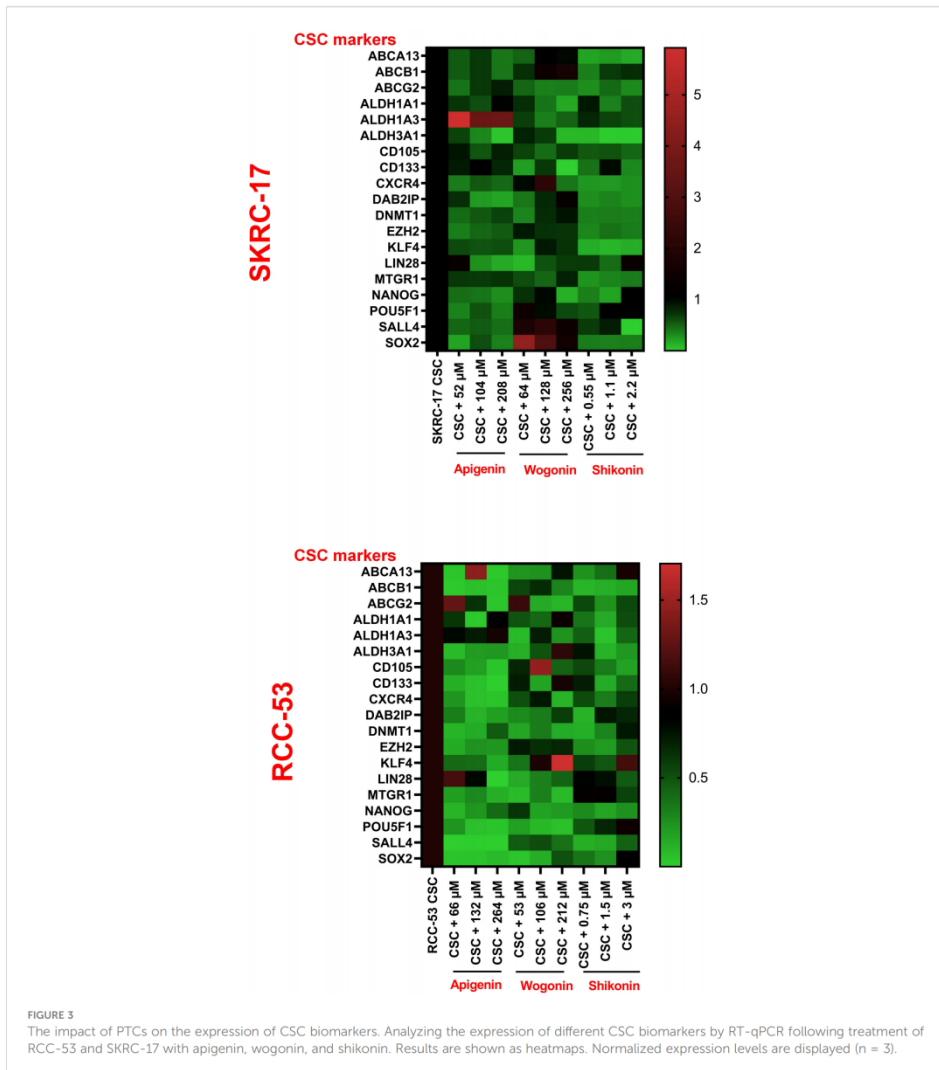 CSC markers
SKRC-17
ABCA13
ABCB1
ABCG2
ALDH1A1
ALDH1A3
ALDH3A1
CD105
CD133
CXCR4
DAB2IP
DNMT1
EZH2
KLF4
LIN28
MTGR1
NANOG
POU5F1
SALL4
SOX2
5
4
3
2
1
SKRC-17 CSC
CSC + 52 µM
CSC + 104 µM
CSC + 208 µM
CSC + 64 µM
CSC + 128 µM
CSC + 256 µM
CSC + 0.55 µM
CSC + 1.1 µM
CSC + 2.2 µM
Apigenin
Wogonin
Shikonin
CSC markers
RCC-53
ABCA13
ABCB1
ABCG2
ALDH1A1
ALDH1A3
ALDH3A1
CD105
CD133
CXCR4
DAB2IP
DNMT1
EZH2
KLF4
LIN28
MTGR1
NANOG
POU5F1
SALL4
SOX2
1.5
1.0
0.5
RCC-53 CSC
CSC + 66 µM
CSC + 132 µM
CSC + 264 µM
CSC + 53 µM
CSC + 106 µM
CSC + 212 µM
CSC + 0.75 µM
CSC + 1.5 µM
CSC + 3 µM
Apigenin
Wogonin
Shikonin
FIGURE 3
The impact of PTCs on the expression of CSC biomarkers. Analyzing the expression of different CSC biomarkers by RT-qPCR following treatment of
RCC-53 and SKRC-17 with apigenin, wogonin, and shikonin. Results are shown as heatmaps. Normalized expression levels are displayed (n = 3).